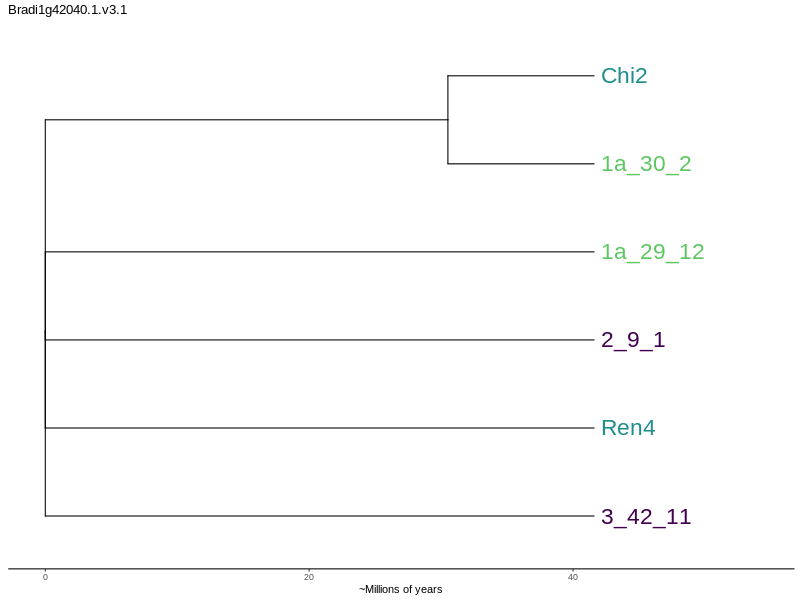 Bradi1g42040.1.v3.1
Chi2
1a_30_2
1a_29_12
2_9_1
Ren4
3_42_11
0 20 40
~Millions of years